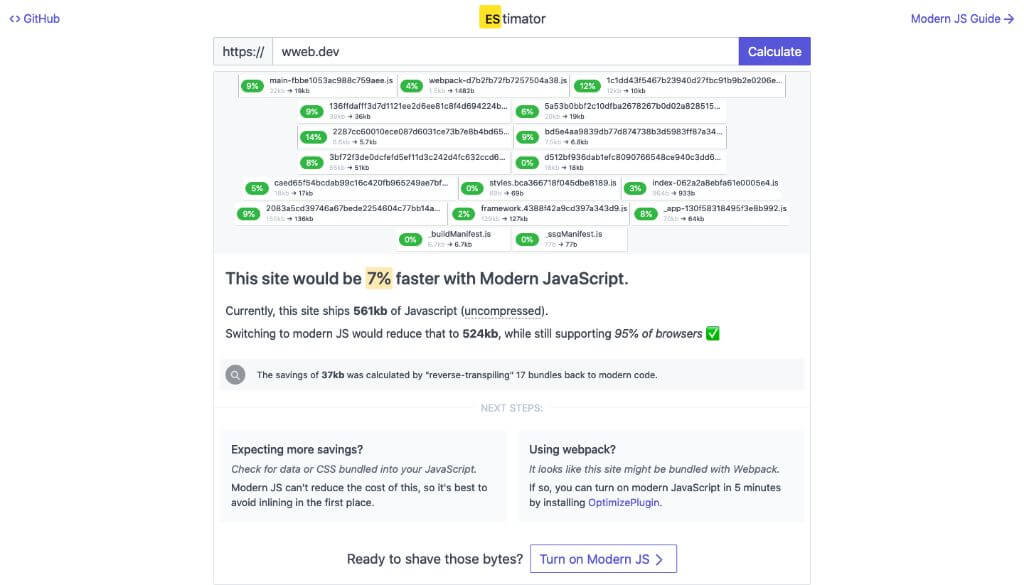 <> GitHub
EStimator
Modern JS Guide →
https:// wweb.dev Calculate
9% main-fbbe1053ac988c759aee.js
22kb → 19kb
4% webpack-d7b2fb72fb7257504a38.js
1.5kb → 1482b
12% 1c1dd43f5467b23940d27fbc91b9b2e0206e...
12kb → 10kb
9% 136ffdafff3d7d1121ee2d6ee81c8f4d694224b...
39kb → 36kb
6% 5a53b0bbf2c10dfba2678267b0d02a828515...
20kb → 19kb
14% 2287cc60010ece087d6031ce73b7e8b4bd65...
6.6kb → 5.7kb
9% bd5e4aa9839db77d874738b3d5983ff87a34...
7.5kb → 6.8kb
8% 3bf72f3de0dcfefd5ef11d3c242d4fc632ccd6...
55kb → 51kb
0% d512bf936dab1efc8090766548ce940c3dd6...
18kb → 18kb
5% caed65f54bcdab99c16c420fb965249ae7bf...
18kb → 17kb
0% styles.bca366718f045dbe8189.js
69b → 69b
3% index-062a2a8ebfa61e0005e4.js
964b → 933b
9% 2083a5cd39746a67bede2254604c77bb14a...
150kb → 136kb
2% framework.4388f42a9cd397a343d9.js
129kb → 127kb
8% _app-130f58318495f3e8b992.js
70kb → 64kb
0% _buildManifest.js
6.7kb → 6.7kb
0% _ssgManifest.js
77b → 77b
This site would be 7% faster with Modern JavaScript.
Currently, this site ships 561kb of Javascript (uncompressed).
Switching to modern JS would reduce that to 524kb, while still supporting 95% of browsers ✅
The savings of 37kb was calculated by "reverse-transpiling" 17 bundles back to modern code.
NEXT STEPS:
Expecting more savings?
Check for data or CSS bundled into your JavaScript.
Modern JS can't reduce the cost of this, so it's best to
avoid inlining in the first place.
Using webpack?
It looks like this site might be bundled with Webpack.
If so, you can turn on modern JavaScript in 5 minutes
by installing OptimizePlugin.
Ready to shave those bytes? Turn on Modern JS >